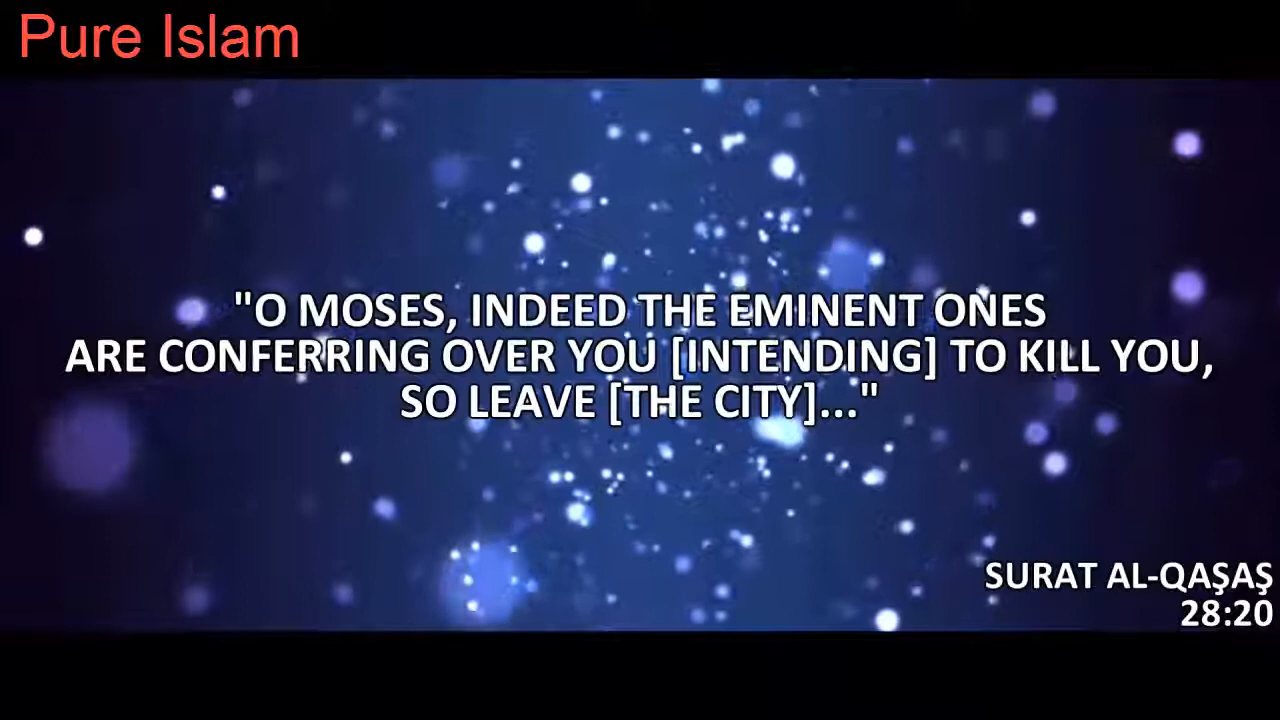 Pure Islam
"O MOSES, INDEED THE EMINENT ONES
ARE CONFERRING OVER YOU [INTENDING] TO KILL YOU,
SO LEAVE [THE CITY]..."
SURAT AL-QAŞAŞ
28:20